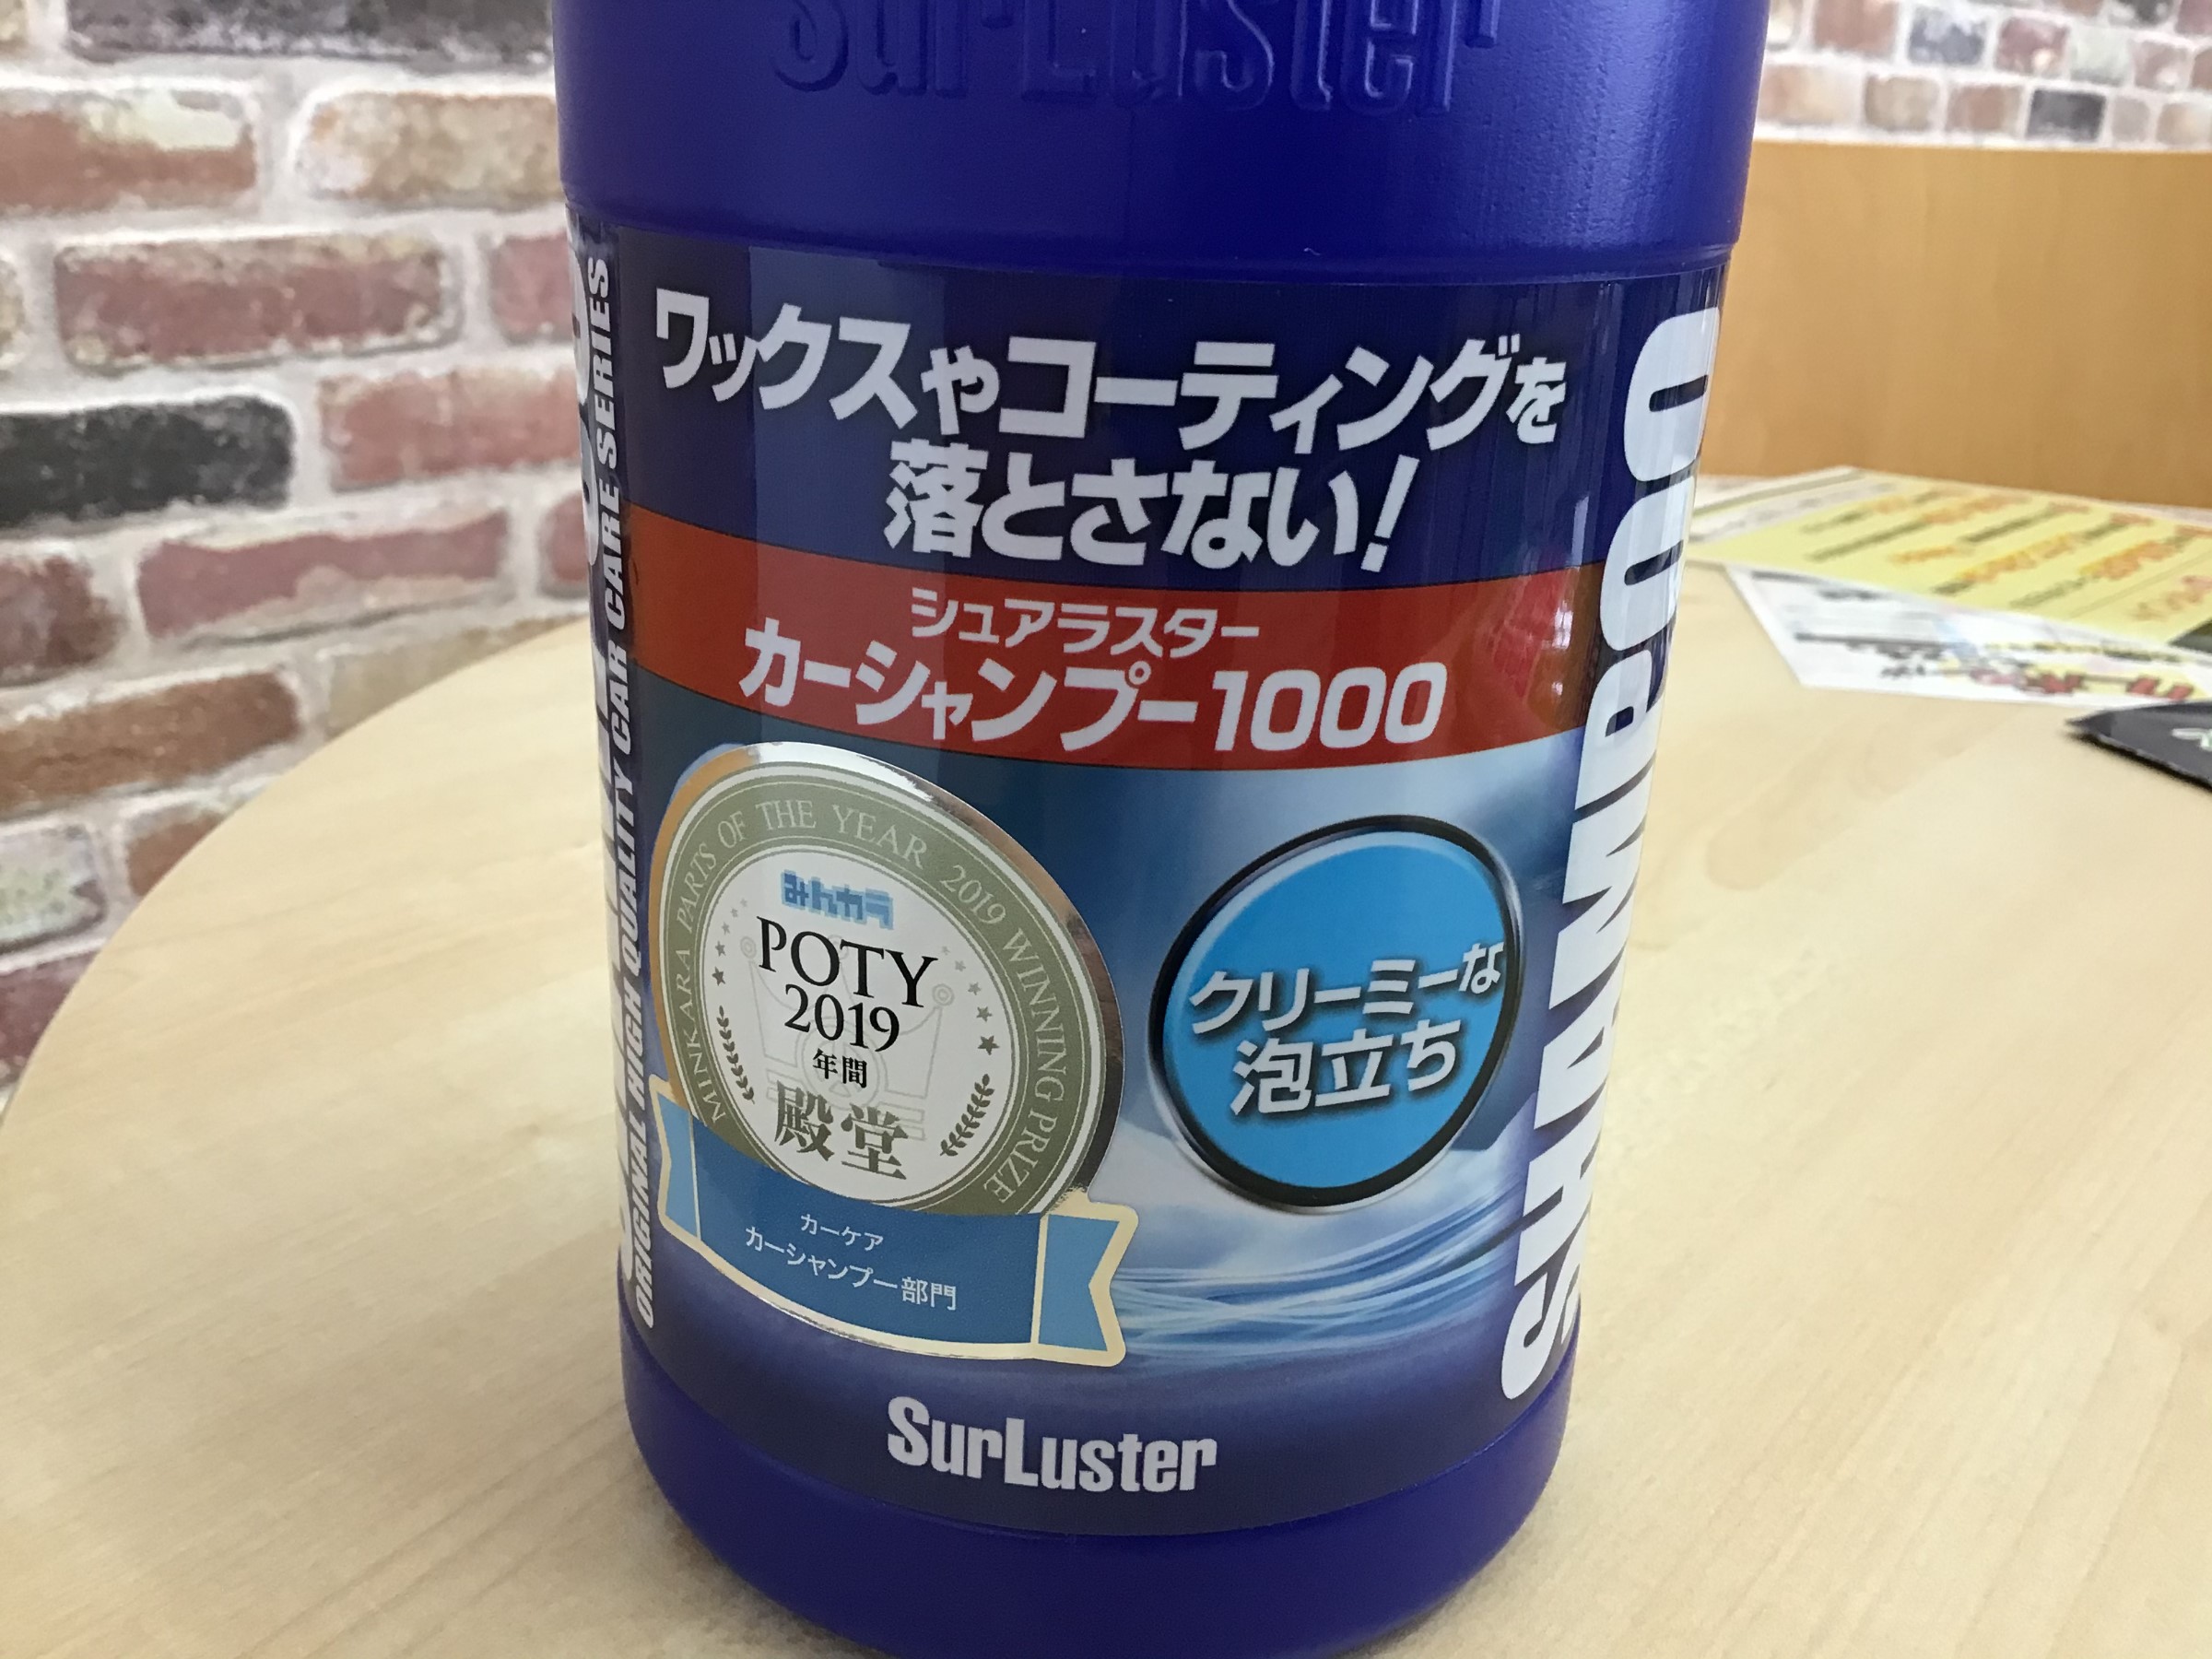 SurLuster
ワックスやコーティングを
落とさない!
シュアラスター
カーシャンプー1000
MINKARA PARTS OF THE YEAR 2019 WINNING PRIZE
みんカラ
POTY
2019
年間
殿堂
カーケア
カーシャンプー部門
クリーミーな
泡立ち
SurLuster
ORIGINAL HIGH QUALITY CAR CARE SERIES
SHAMPOO